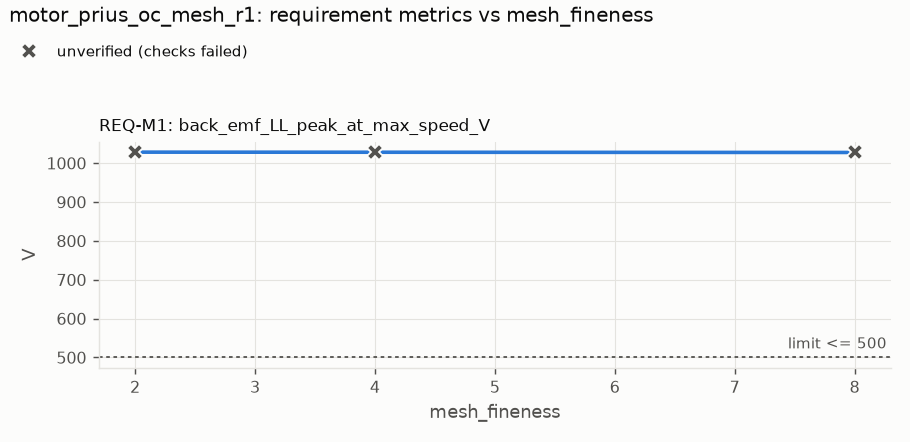 motor_prius_oc_mesh_r1: requirement metrics vs mesh_fineness
unverified (checks failed)
REQ-M1: back_emf_LL_peak_at_max_speed_V
1000
900
800
700
600
500
V
limit <= 500
2 3 4 5 6 7 8
mesh_fineness